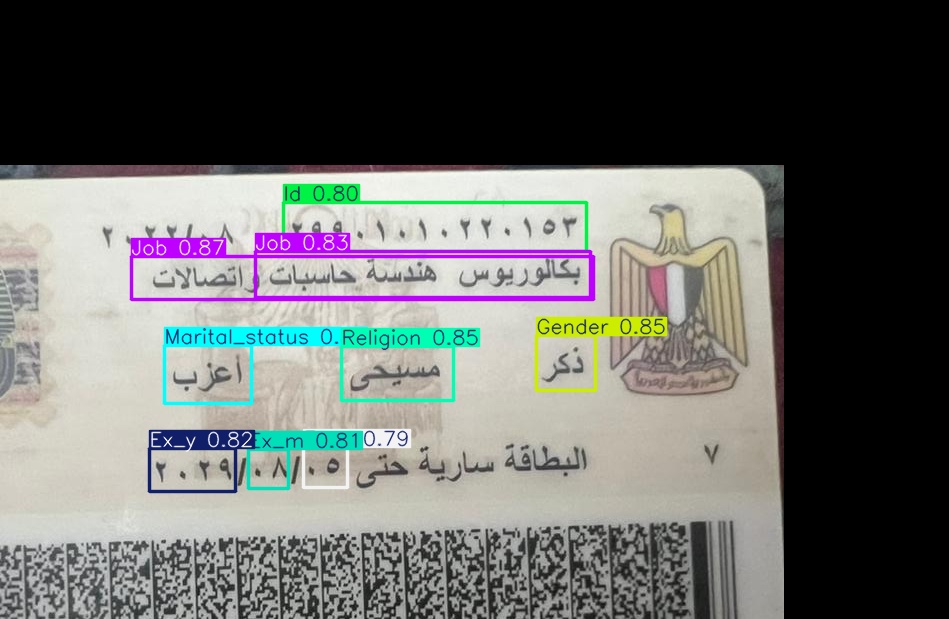 Id 0.80
٢٩٩٠١٠١٠٢٢٠١٥٣ ٢٠٢٢/٠٨
Job 0.87 Job 0.83
بكالوريوس هندسة حاسبات واتصالات
Marital_status 0. Religion 0.85 Gender 0.85
ذكر مسيحى أعزب
Ex_y 0.82 Ex_m 0.81 0.79
٧ البطاقة سارية حتى ٢٠٢٩/٠٨/٠٥